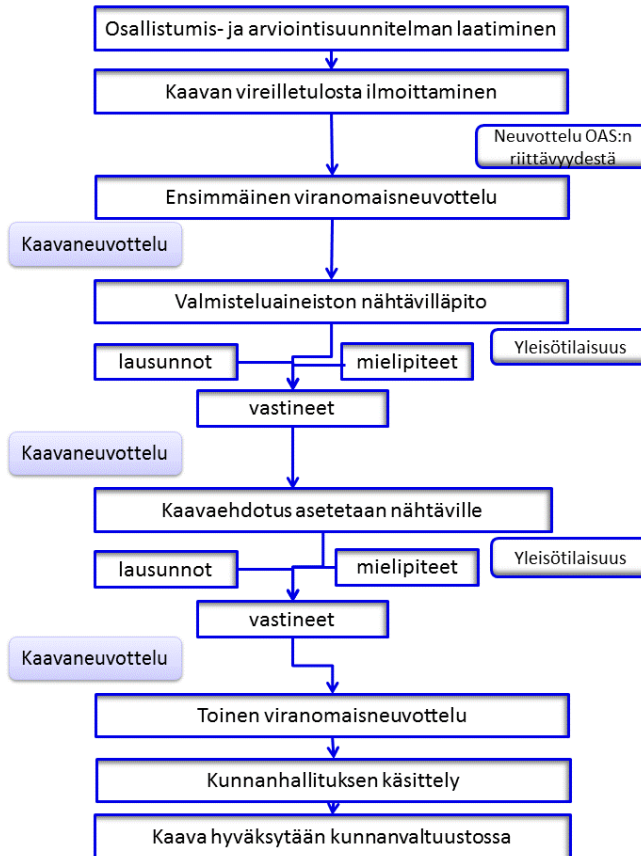 Osallistumis- ja arviointisuunnitelman laatiminen
Kaavan vireilletulosta ilmoittaminen
Neuvottelu OAS:n
riittävyydestä
Ensimmäinen viranomaisneuvottelu
Kaavaneuvottelu
Valmisteluaineiston nähtävilläpito
Yleisötilaisuus
lausunnot
mielipiteet
vastineet
Kaavaneuvottelu
Kaavaehdotus asetetaan nähtäville
Yleisötilaisuus
lausunnot
mielipiteet
vastineet
Kaavaneuvottelu
Toinen viranomaisneuvottelu
Kunnanhallituksen käsittely
Kaava hyväksytään kunnanvaltuustossa